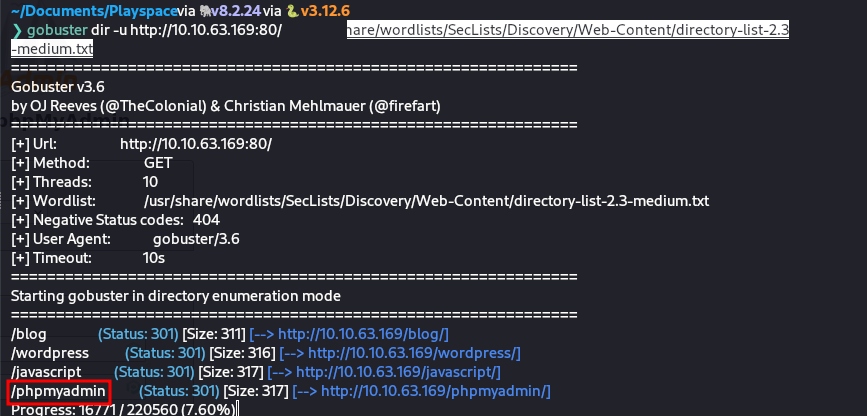 ~/Documents/Playspace via 🐘 v8.2.24 via 🐍 v3.12.6
❯ gobuster dir -u http://10.10.63.169:80/ hare/wordlists/SecLists/Discovery/Web-Content/directory-list-2.3
-medium.txt
===============================================================
Gobuster v3.6
by OJ Reeves (@TheColonial) & Christian Mehlmauer (@firefart)
===============================================================
[+] Url: http://10.10.63.169:80/
[+] Method: GET
[+] Threads: 10
[+] Wordlist: /usr/share/wordlists/SecLists/Discovery/Web-Content/directory-list-2.3-medium.txt
[+] Negative Status codes: 404
[+] User Agent: gobuster/3.6
[+] Timeout: 10s
===============================================================
Starting gobuster in directory enumeration mode
===============================================================
/blog (Status: 301) [Size: 311] [--> http://10.10.63.169/blog/]
/wordpress (Status: 301) [Size: 316] [--> http://10.10.63.169/wordpress/]
/javascript (Status: 301) [Size: 317] [--> http://10.10.63.169/javascript/]
/phpmyadmin (Status: 301) [Size: 317] [--> http://10.10.63.169/phpmyadmin/]
Progress: 16771 / 220560 (7.60%)